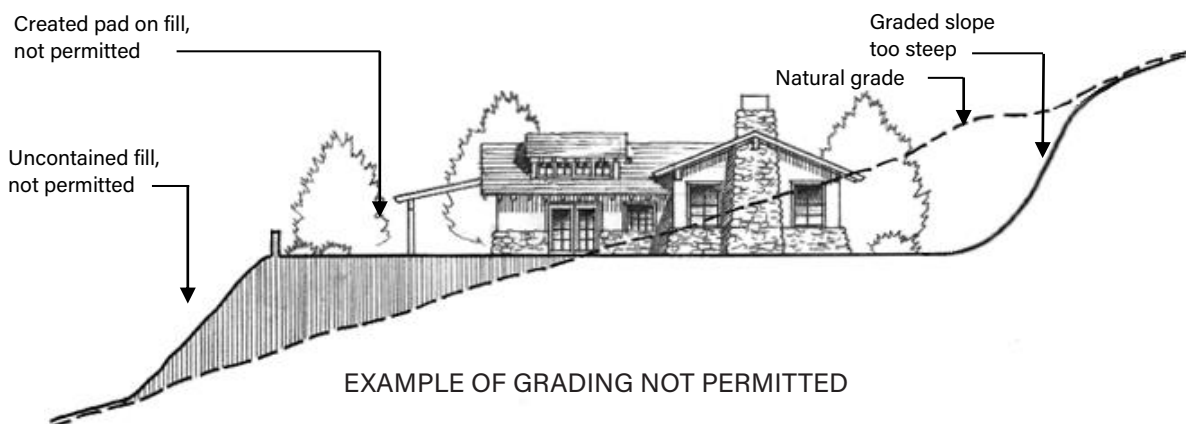 Created pad on fill,
not permitted
Graded slope
too steep
Natural grade
Uncontained fill,
not permitted
EXAMPLE OF GRADING NOT PERMITTED